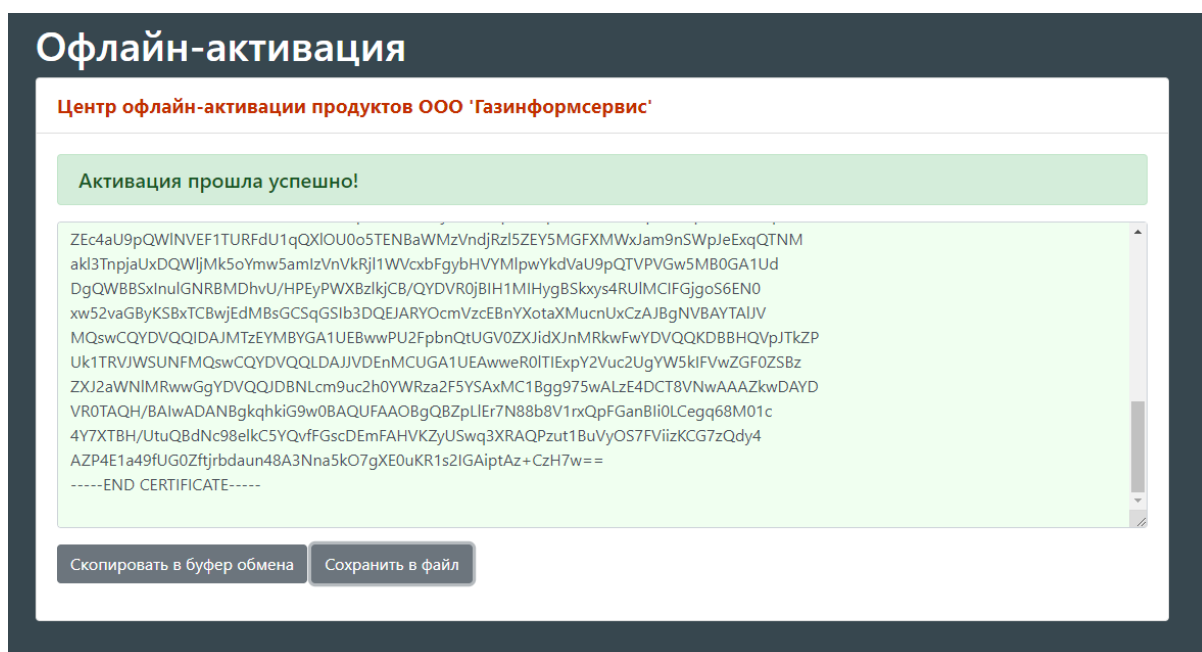 Офлайн-активация
Центр офлайн-активации продуктов ООО 'Газинформсервис'
Активация прошла успешно!
ZEc4aU9pQWlNVEF1TURFdU1qQXlOU0o5TENBaWMzVndjRzl5ZEY5MGFXMWxJam9nSWpJeExqQTNM
akl3TnpjaUxDQWljMk5oYmw5amIzVnVkRjl1WVcxbFgybHVYMlpwYkdVaU9pQTVPVGw5MB0GA1Ud
DgQWBBSxInulGNRBMDhvU/HPEyPWXBzlkjCB/QYDVR0jBIH1MIHygBSkxys4RUlMCIFGjgoS6EN0
xw52vaGByKSBxTCBwjEdMBsGCSqGSIb3DQEJARYOcmVzcEBnYXotaXMucnUxCzAJBgNVBAYTAlJV
MQswCQYDVQQIDAJMTzEYMBYGA1UEBwwPU2FpbnQtUGV0ZXJidXJnMRkwFwYDVQQKDBBHQVpJTkZP
Uk1TRVJWSUNFMQswCQYDVQQLDAJJVDEnMCUGA1UEAwweR0lTIExpY2Vuc2UgYW5kIFVwZGF0ZSBz
ZXJ2aWNlMRwwGgYDVQQJDBNLcm9uc2h0YWRza2F5YSAxMC1Bgg975wALzE4DCT8VNwAAAZkwDAYD
VR0TAQH/BAIwADANBgkqhkiG9w0BAQUFAAOBgQBZpLlEr7N88b8V1rxQpFGanBIi0LCegq68M01c
4Y7XTBH/UtuQBdNc98elkC5YQvfFGscDEmFAHVKZyUSwq3XRAQPzut1BuVyOS7FViizKCG7zQdy4
AZP4E1a49fUG0Zftjrbdaun48A3Nna5kO7gXE0uKR1s2IGAiptAz+CzH7w==
-----END CERTIFICATE-----
Скопировать в буфер обмена
Сохранить в файл